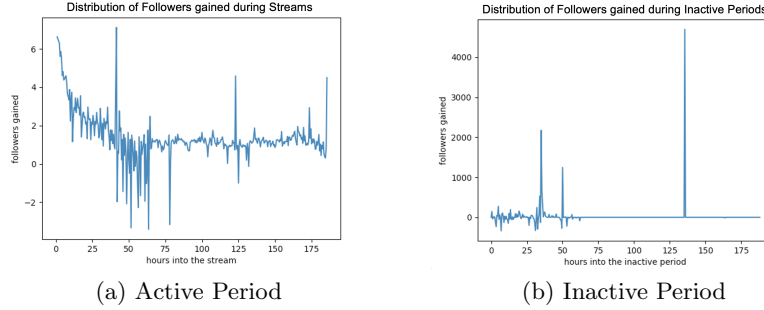 Distribution of Followers gained during Streams
followers gained
6
4
2
0
−2
0 25 50 75 100 125 150 175
hours into the stream
(a) Active Period
Distribution of Followers gained during Inactive Periods
followers gained
4000
3000
2000
1000
0
0 25 50 75 100 125 150 175
hours into the inactive period
(b) Inactive Period